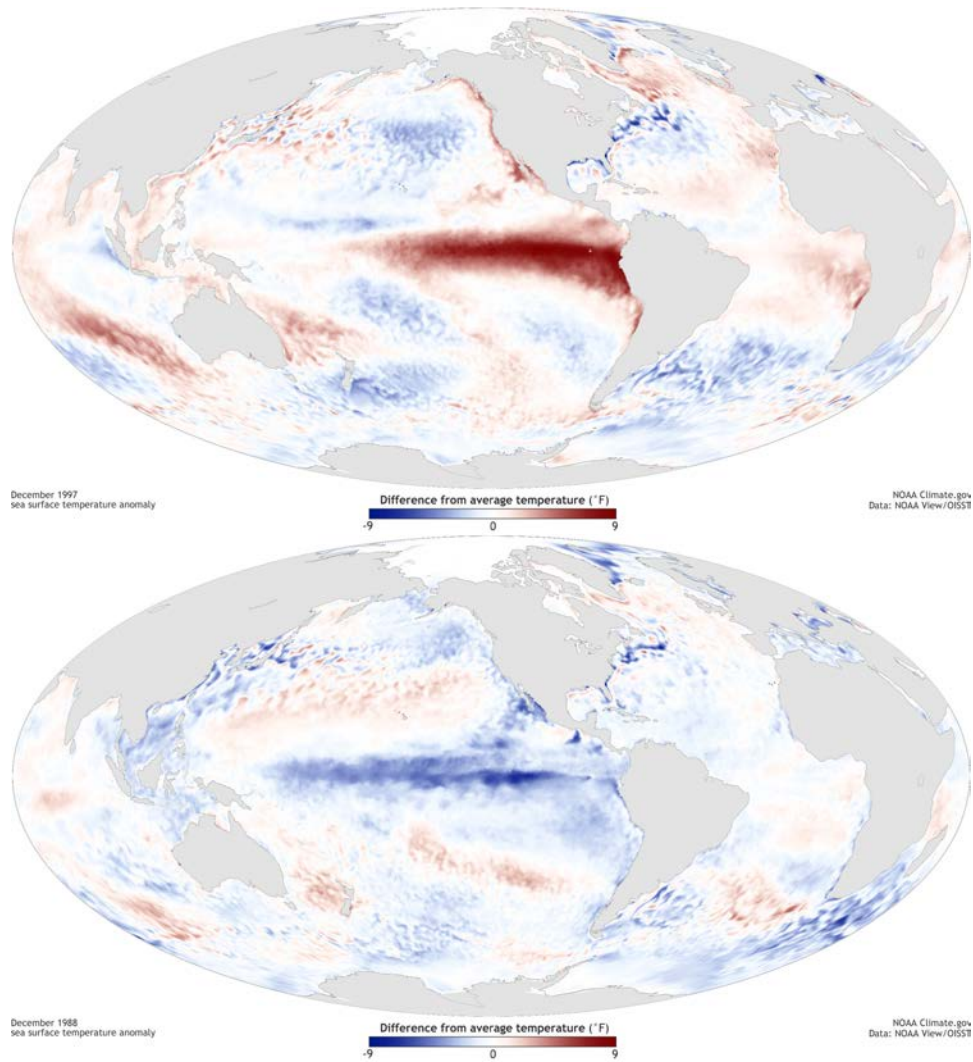 December 1997
sea surface temperature anomaly
Difference from average temperature (°F)
-9 0 9
NOAA Climate.gov
Data: NOAA View/OISST
December 1988
sea surface temperature anomaly
Difference from average temperature (°F)
-9 0 9
NOAA Climate.gov
Data: NOAA View/OISST